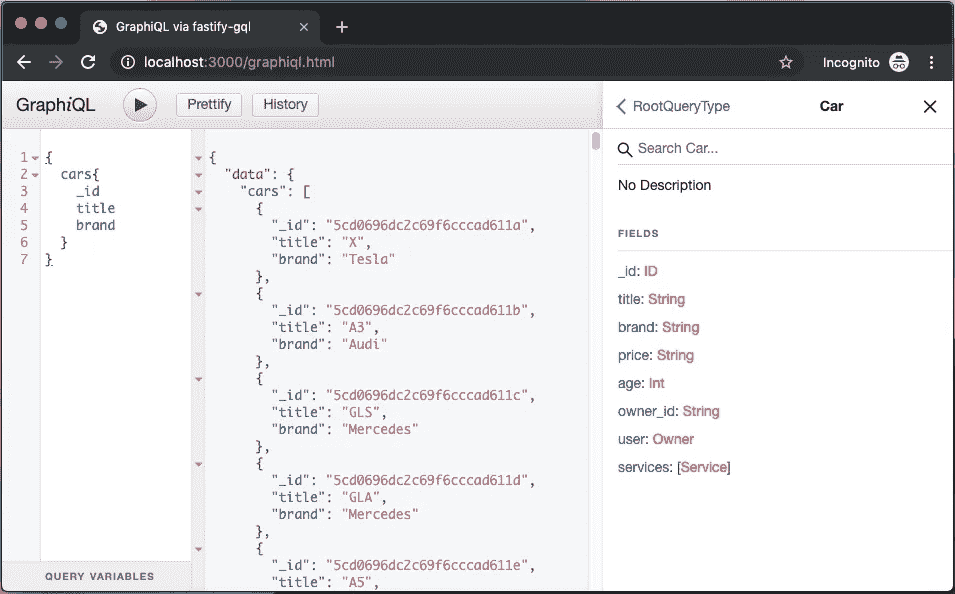 GraphiQL via fastify-gql
localhost:3000/graphiql.html
Incognito
GraphiQL
Prettify
History
1 {
2 cars{
3 _id
4 title
5 brand
6 }
7 }
QUERY VARIABLES
{
"data": {
"cars": [
{
"_id": "5cd0696dc2c69f6cccad611a",
"title": "X",
"brand": "Tesla"
},
{
"_id": "5cd0696dc2c69f6cccad611b",
"title": "A3",
"brand": "Audi"
},
{
"_id": "5cd0696dc2c69f6cccad611c",
"title": "GLS",
"brand": "Mercedes"
},
{
"_id": "5cd0696dc2c69f6cccad611d",
"title": "GLA",
"brand": "Mercedes"
},
{
"_id": "5cd0696dc2c69f6cccad611e",
"title": "A5",
RootQueryType
Car
Search Car...
No Description
FIELDS
_id: ID
title: String
brand: String
price: String
age: Int
owner_id: String
user: Owner
services: [Service]